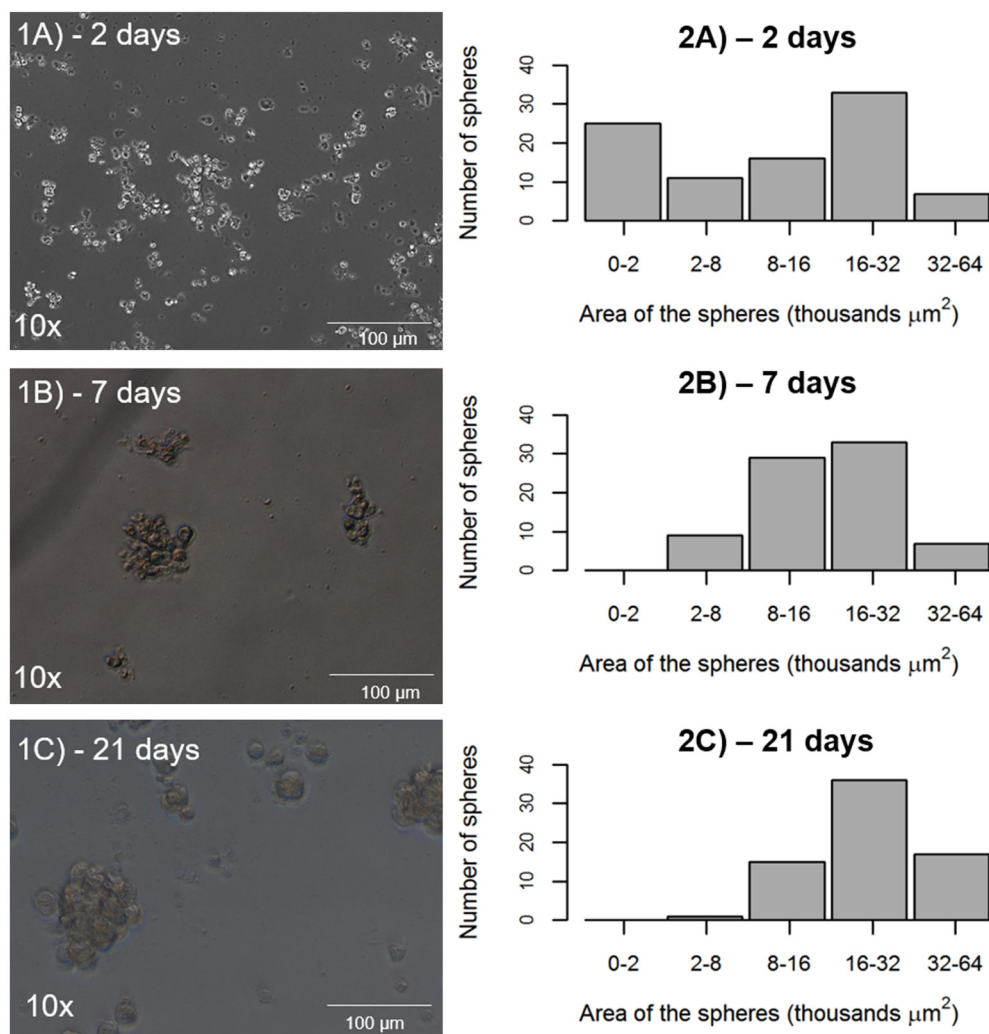 1A) - 2 days
10x
100 µm
2A) – 2 days
Number of spheres
40
30
20
10
0
0-2 2-8 8-16 16-32 32-64
Area of the spheres (thousands µm²)
1B) - 7 days
10x
100 µm
2B) – 7 days
Number of spheres
40
30
20
10
0
0-2 2-8 8-16 16-32 32-64
Area of the spheres (thousands µm²)
1C) - 21 days
10x
100 µm
2C) – 21 days
Number of spheres
40
30
20
10
0
0-2 2-8 8-16 16-32 32-64
Area of the spheres (thousands µm²)